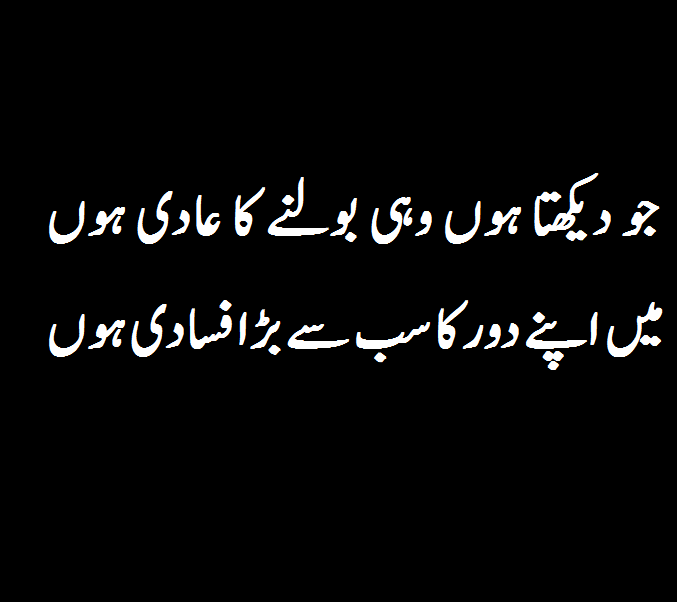 جو دیکھتا ہوں وہی بولنے کا عادی ہوں
میں اپنے دور کا سب سے بڑا فسادی ہوں